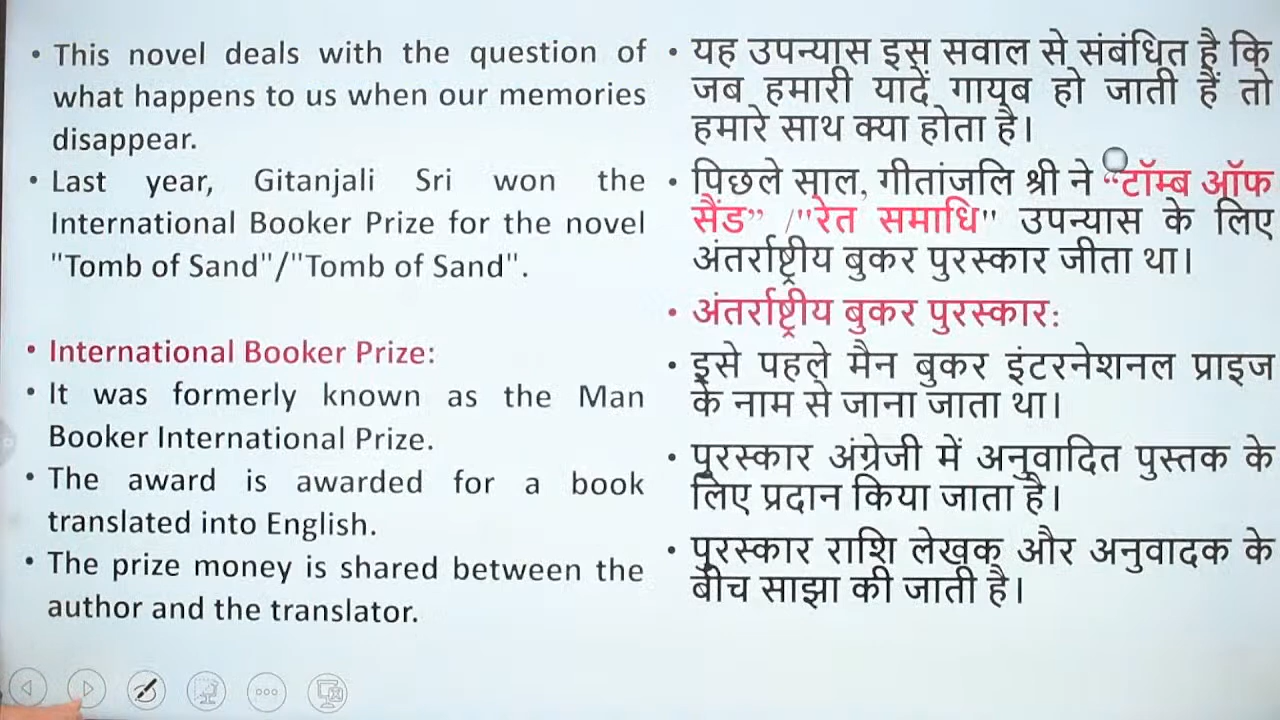 • This novel deals with the question of
what happens to us when our memories
disappear.
• Last year, Gitanjali Sri won the
International Booker Prize for the novel
"Tomb of Sand"/"Tomb of Sand".
• International Booker Prize:
• It was formerly known as the Man
Booker International Prize.
• The award is awarded for a book
translated into English.
• The prize money is shared between the
author and the translator.
• यह उपन्यास इस सवाल से संबंधित है कि
जब हमारी यादें गायब हो जाती हैं तो
हमारे साथ क्या होता है।
• पिछले साल, गीतांजलि श्री ने “टॉम्ब ऑफ
सैंड” /"रेत समाधि" उपन्यास के लिए
अंतर्राष्ट्रीय बुकर पुरस्कार जीता था।
• अंतर्राष्ट्रीय बुकर पुरस्कार:
• इसे पहले मैन बुकर इंटरनेशनल प्राइज
के नाम से जाना जाता था।
• पुरस्कार अंग्रेजी में अनुवादित पुस्तक के
लिए प्रदान किया जाता है।
• पुरस्कार राशि लेखक और अनुवादक के
बीच साझा की जाती है।